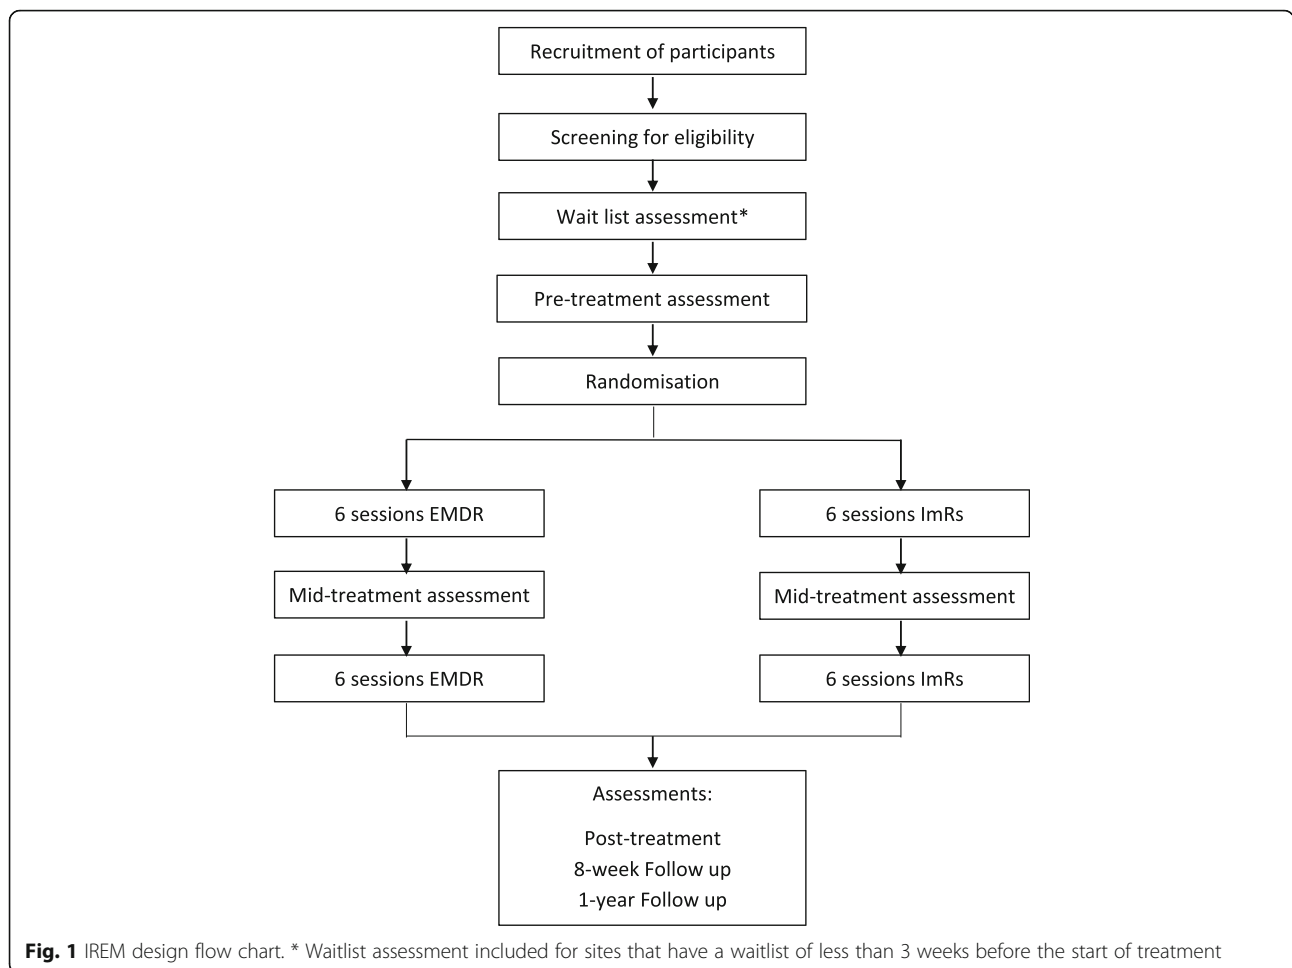 Recruitment of participants
Screening for eligibility
Wait list assessment*
Pre-treatment assessment
Randomisation
6 sessions EMDR
6 sessions ImRs
Mid-treatment assessment
Mid-treatment assessment
6 sessions EMDR
6 sessions ImRs
Assessments:
Post-treatment
8-week Follow up
1-year Follow up
Fig. 1 IREM design flow chart. * Waitlist assessment included for sites that have a waitlist of less than 3 weeks before the start of treatment